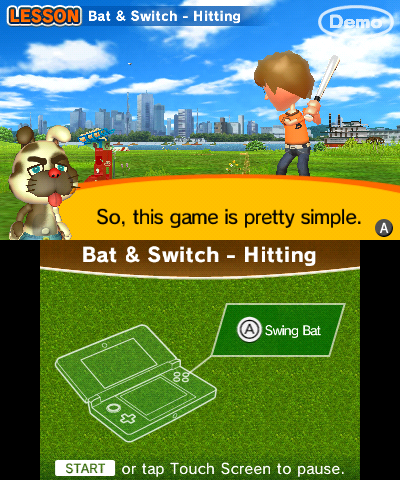 LESSON Bat & Switch - Hitting
Demo
So, this game is pretty simple.
A
Bat & Switch - Hitting
A Swing Bat
START or tap Touch Screen to pause.